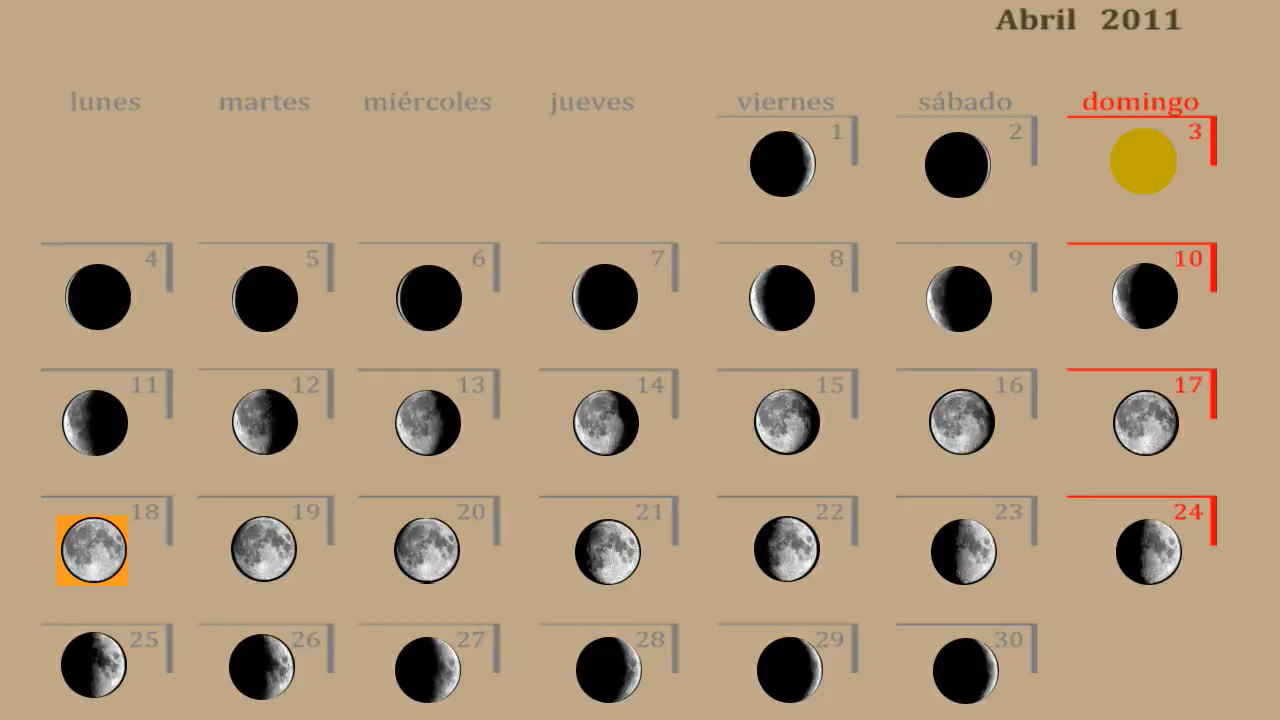 Abril 2011
lunes martes miércoles jueves viernes sábado domingo
1 2 3
4 5 6 7 8 9 10
11 12 13 14 15 16 17
18 19 20 21 22 23 24
25 26 27 28 29 30